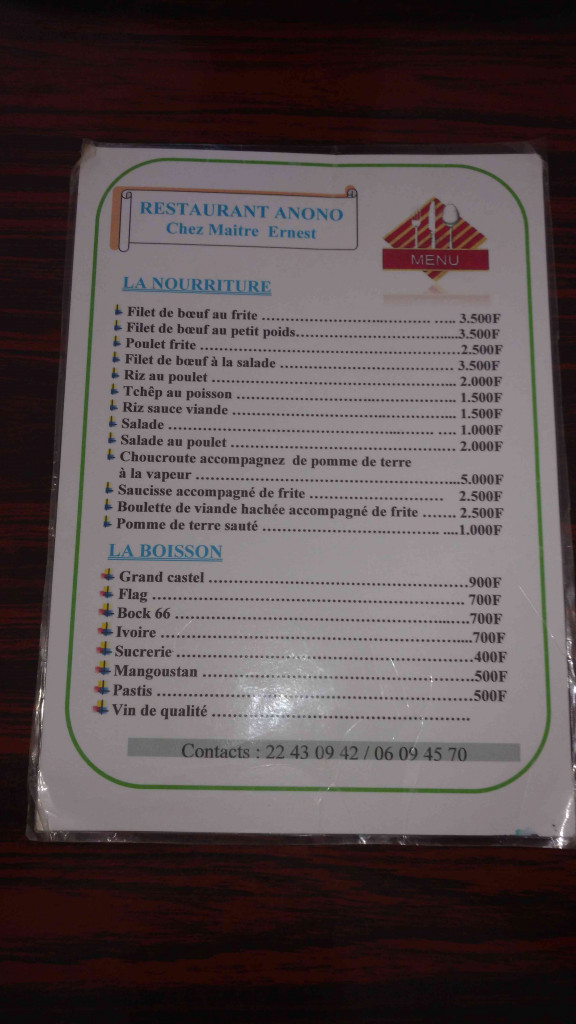 RESTAURANT ANONO
Chez Maitre Ernest
MENU
LA NOURRITURE
Filet de bœuf au frite ................................ 3.500F
Filet de bœuf au petit poids................................3.500F
Poulet frite ................................2.500F
Filet de bœuf à la salade ................................ 3.500F
Riz au poulet ................................ 2.000F
Tchêp au poisson ................................ 1.500F
Riz sauce viande ................................ 1.500F
Salade ................................ 1.000F
Salade au poulet ................................ 2.000F
Choucroute accompagnez de pomme de terre
à la vapeur ................................5.000F
Saucisse accompagné de frite ................................ 2.500F
Boulette de viande hachée accompagné de frite ....... 2.500F
Pomme de terre sauté ................................1.000F
LA BOISSON
Grand castel ................................900F
Flag ................................ 700F
Bock 66 ................................700F
Ivoire ................................700F
Sucrerie ................................400F
Mangoustan ................................500F
Pastis ................................500F
Vin de qualité ................................
Contacts : 22 43 09 42 / 06 09 45 70